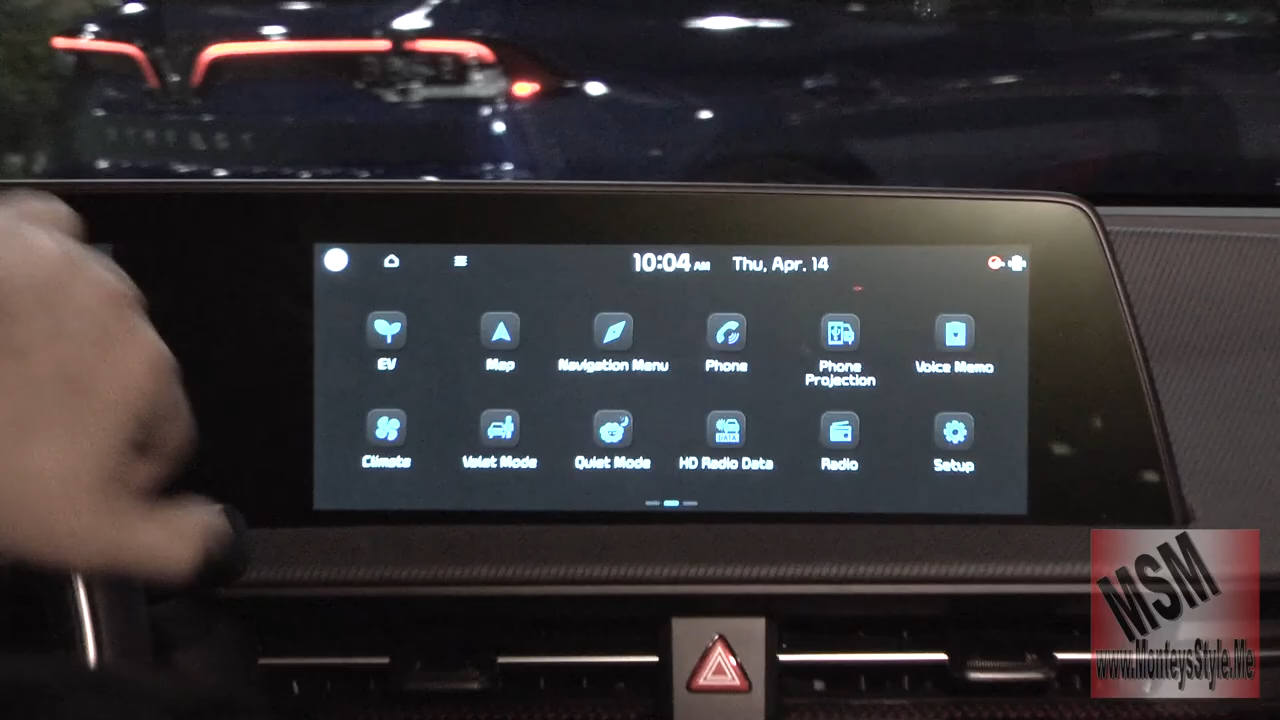 10:04 AM Thu, Apr. 14
EV
Map
Navigation Menu
Phone
Phone
Projection
Voice Memo
Climate
Valet Mode
Quiet Mode
DATA
HD Radio Data
Radio
Setup
MSM
www.MonteysStyle.Me